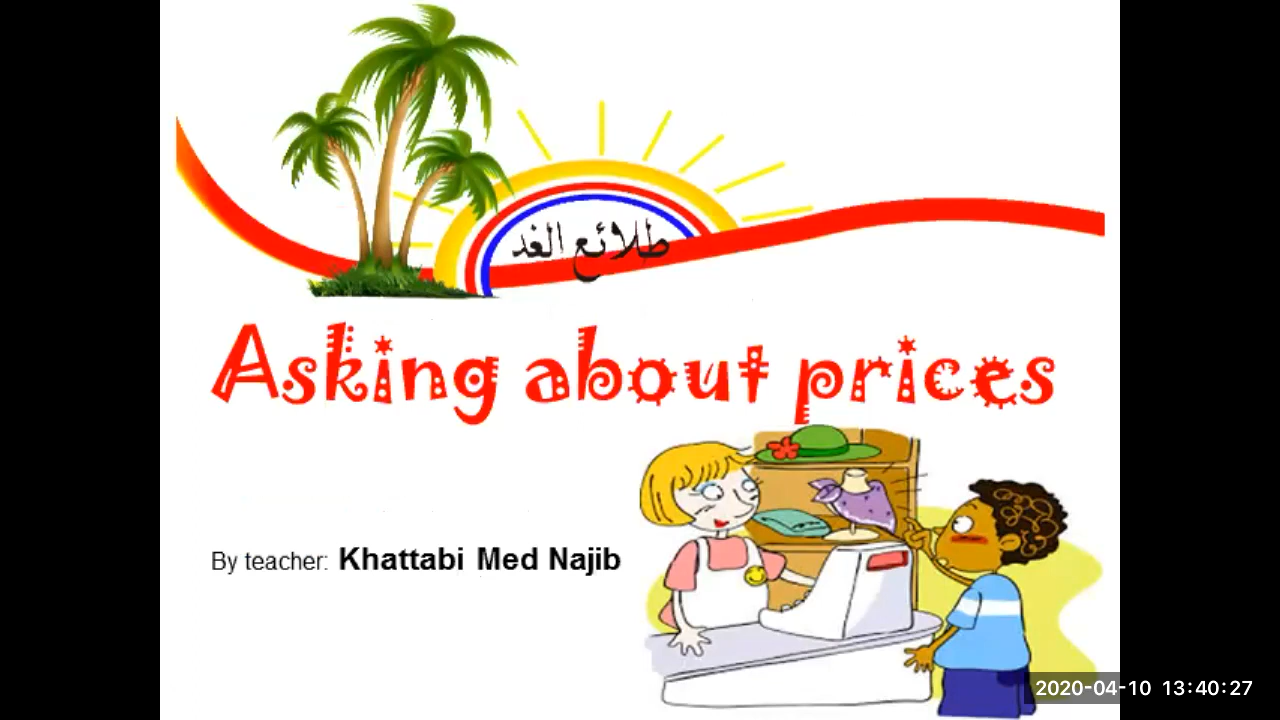 طلائع الغد
Asking about prices
By teacher: Khattabi Med Najib
2020-04-10 13:40:27